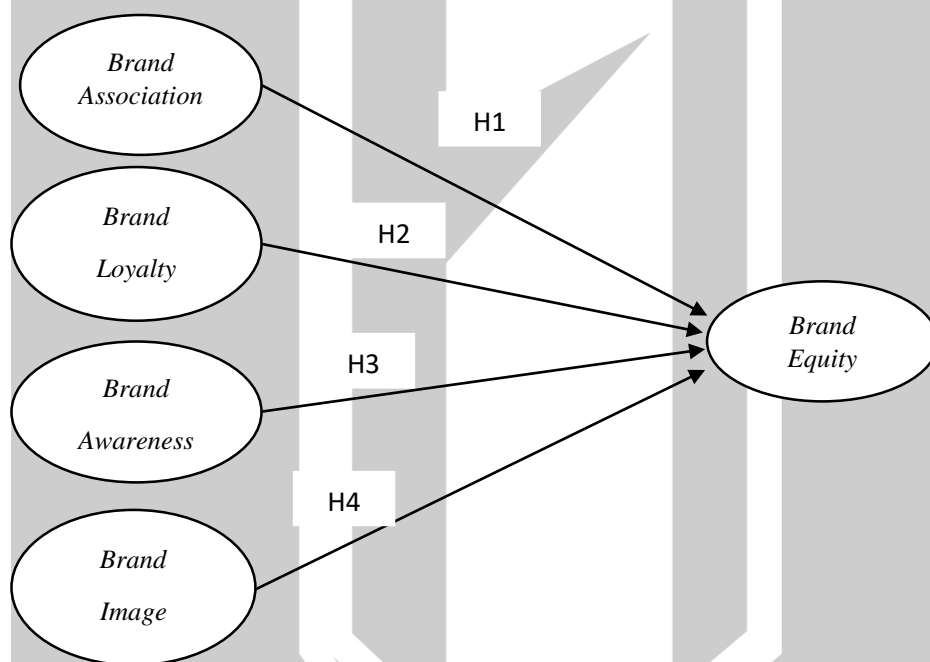 Brand
Association
H1
Brand
Loyalty
H2
Brand
Equity
Brand
Awareness
H3
Brand
Image
H4